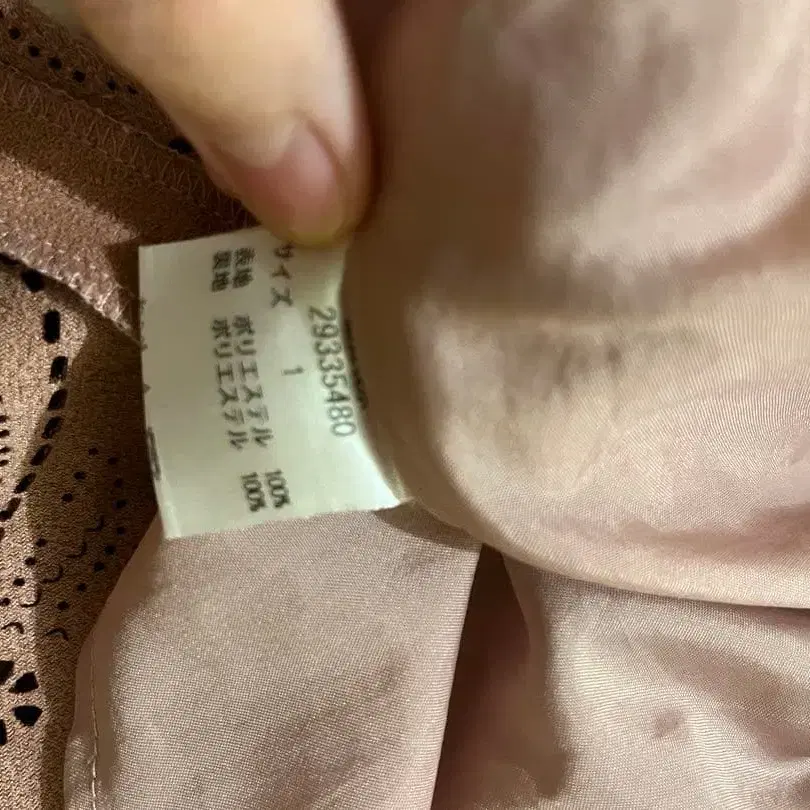 29335480
サイズ 1
表地 ポリエステル 100%
裏地 ポリエステル 100%